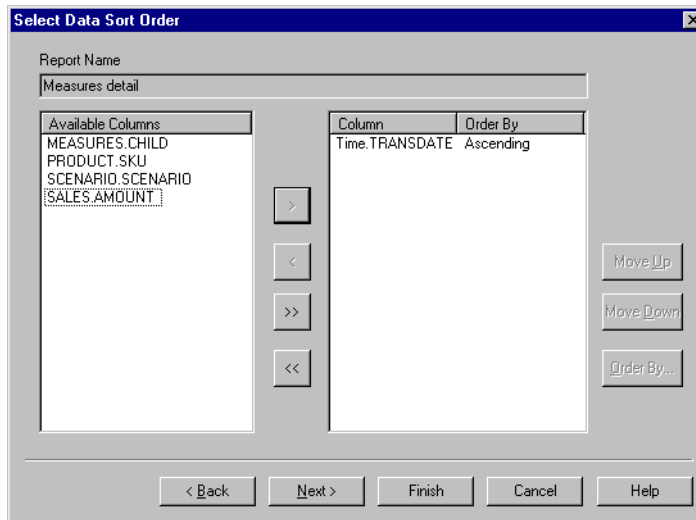 Select Data Sort Order
Report Name
Measures detail
Available Columns
MEASURES.CHILD
PRODUCT.SKU
SCENARIO.SCENARIO
SALES.AMOUNT
>
<
>>
<<
Column Order By
Time.TRANSDATE Ascending
Move Up
Move Down
Order By...
< Back Next > Finish Cancel Help